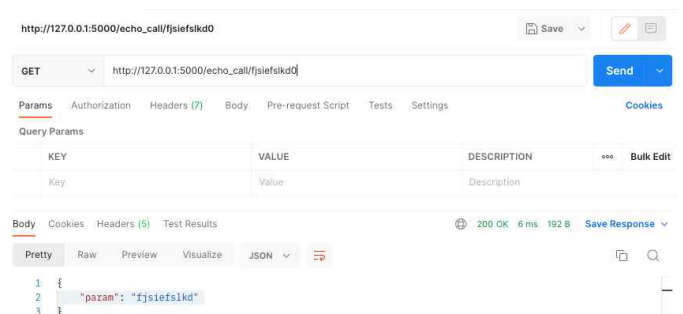 http://127.0.0.1:5000/echo_call/fjsiefslkd0
Save
GET
http://127.0.0.1:5000/echo_call/fjsiefslkd0
Send
Params Authorization Headers (7) Body Pre-request Script Tests Settings Cookies
Query Params
KEY VALUE DESCRIPTION ooo Bulk Edit
Key Value Description
Body Cookies Headers (5) Test Results 200 OK 6 ms 192 B Save Response
Pretty Raw Preview Visualize JSON
1 {
2 "param": "fjsiefslkd"
3 }